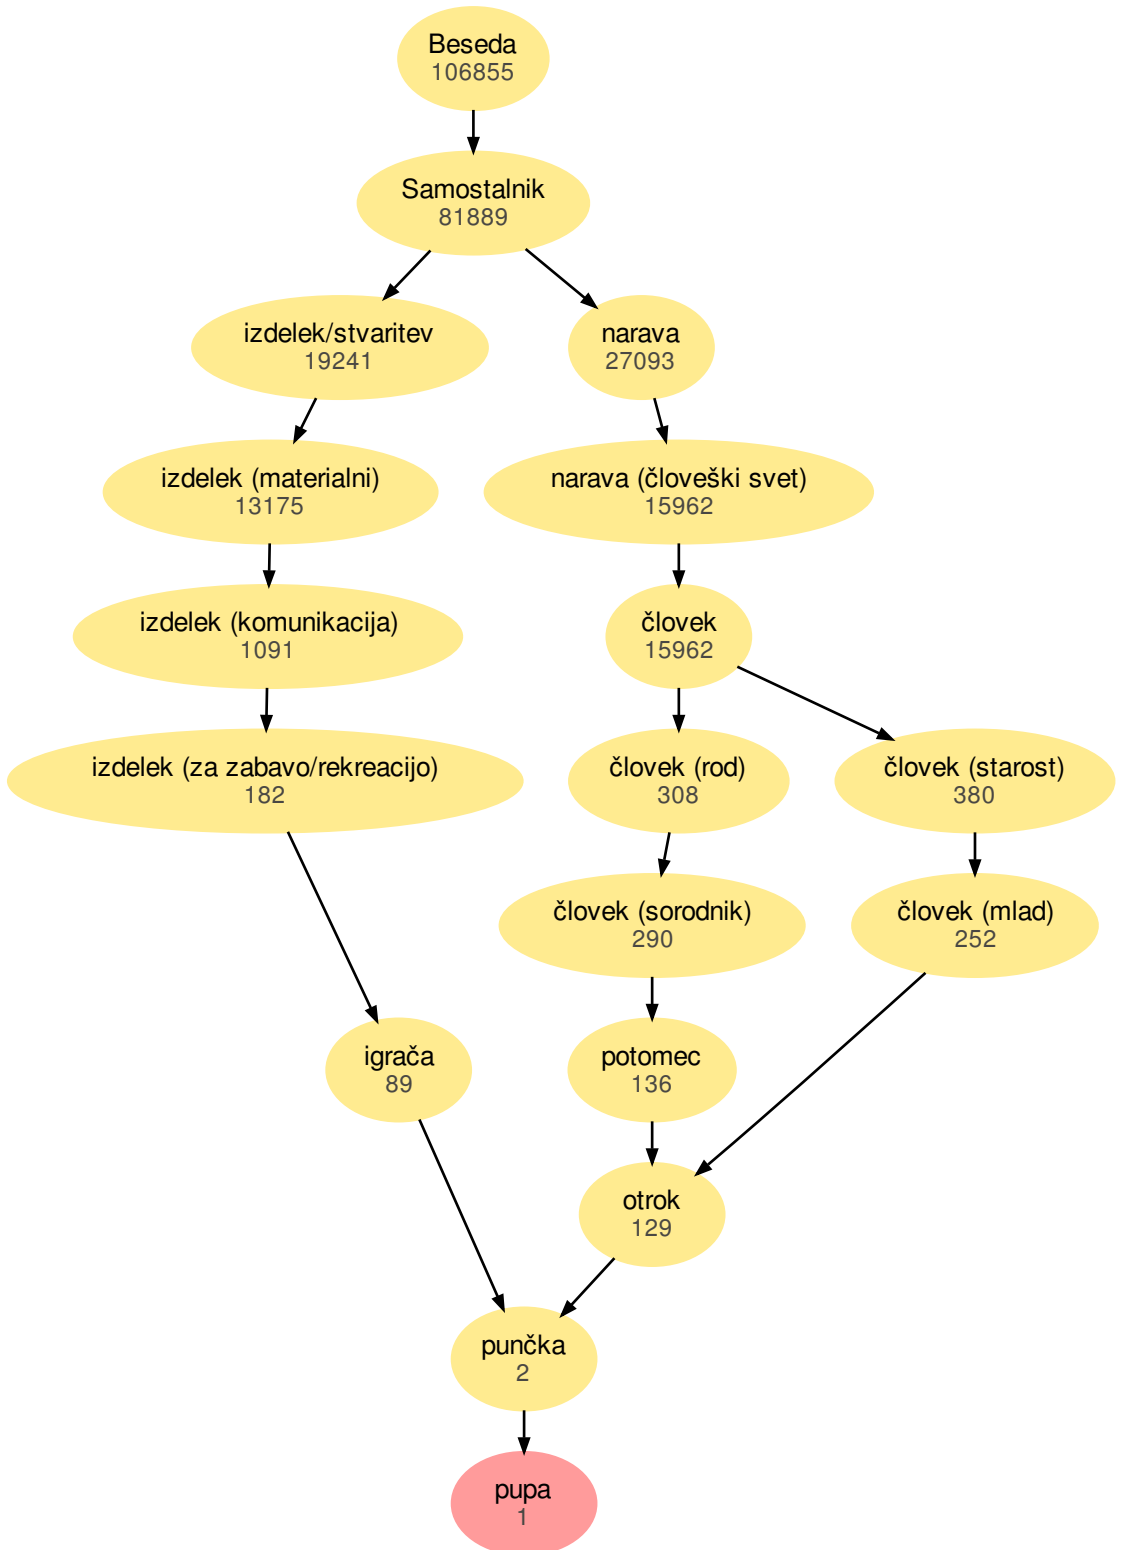 Beseda
106855
Samostalnik
81889
izdelek/stvaritev
19241
narava
27093
izdelek (materialni)
13175
narava (človeški svet)
15962
izdelek (komunikacija)
1091
človek
15962
izdelek (za zabavo/rekreacijo)
182
človek (rod)
308
človek (starost)
380
človek (sorodnik)
290
človek (mlad)
252
igrača
89
potomec
136
otrok
129
punčka
2
pupa
1